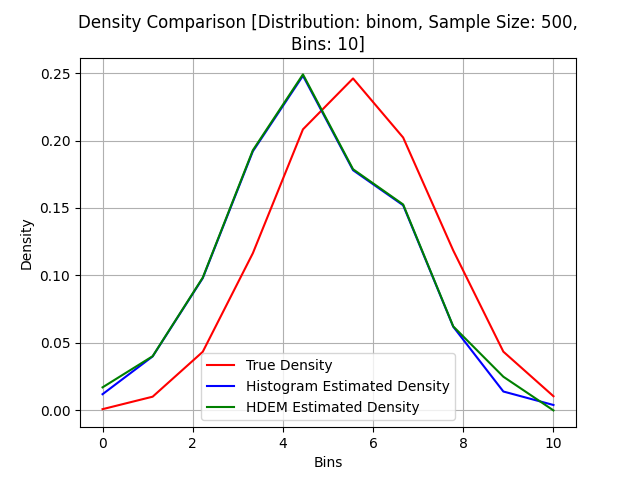 Density Comparison [Distribution: binom, Sample Size: 500,
Bins: 10]
Density
0.25
0.20
0.15
0.10
0.05
0.00
True Density
Histogram Estimated Density
HDEM Estimated Density
0 2 4 6 8 10
Bins